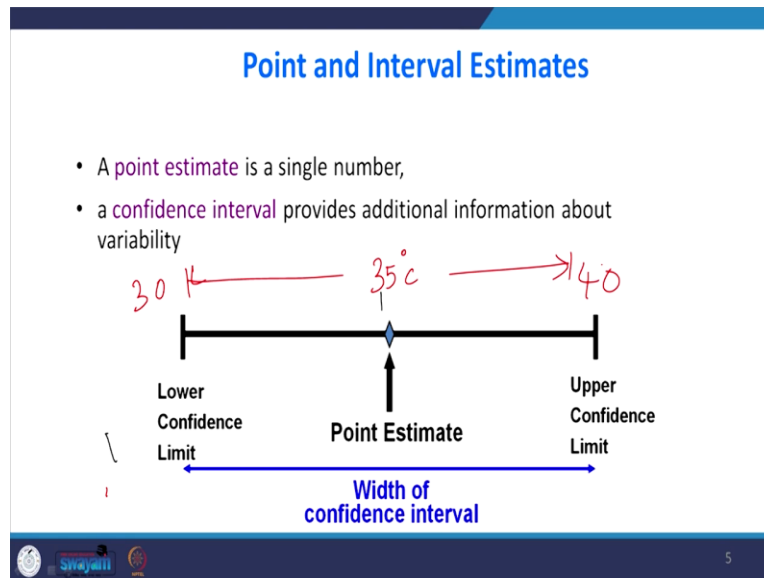 Point and Interval Estimates
• A point estimate is a single number,
• a confidence interval provides additional information about
variability
30 35°c 40
Lower
Confidence
Limit
Point Estimate
Upper
Confidence
Limit
Width of
confidence interval
swayam
5